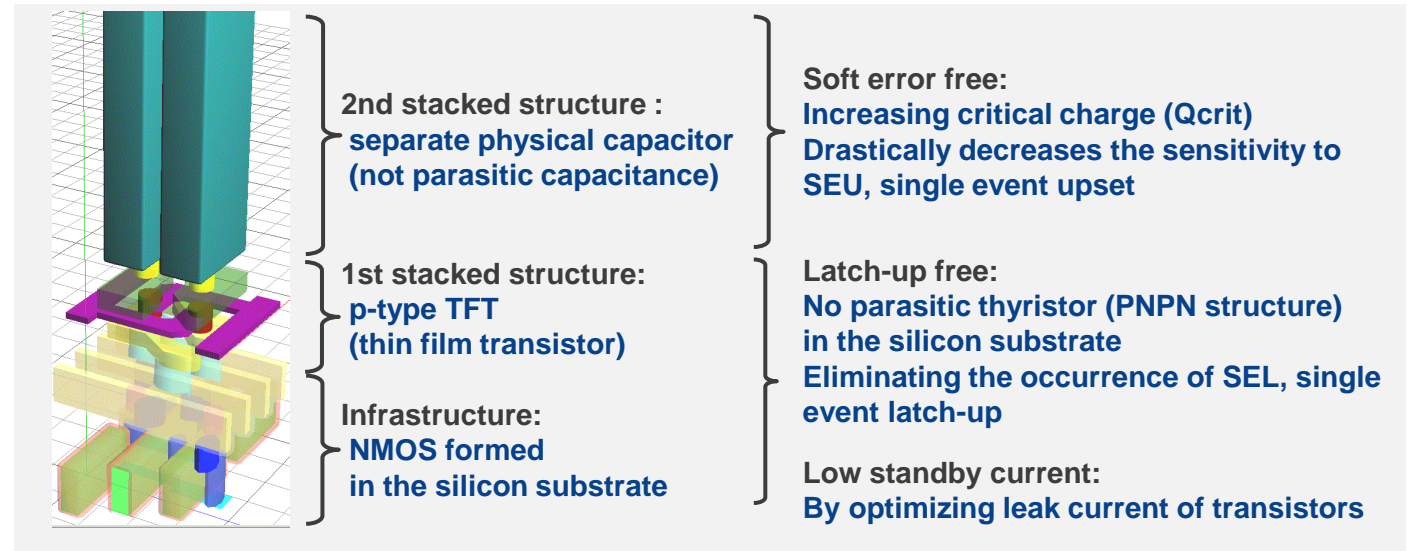 2nd stacked structure :
separate physical capacitor
(not parasitic capacitance)
1st stacked structure:
p-type TFT
(thin film transistor)
Infrastructure:
NMOS formed
in the silicon substrate
Soft error free:
Increasing critical charge (Qcrit)
Drastically decreases the sensitivity to
SEU, single event upset
Latch-up free:
No parasitic thyristor (PNPN structure)
in the silicon substrate
Eliminating the occurrence of SEL, single
event latch-up
Low standby current:
By optimizing leak current of transistors